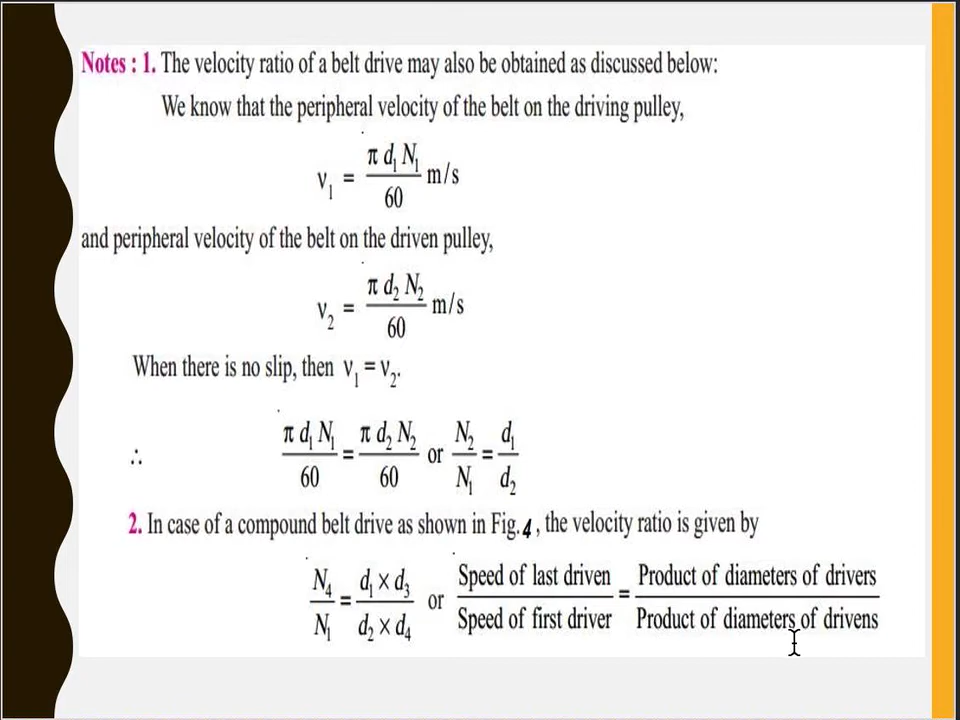 Notes : 1. The velocity ratio of a belt drive may also be obtained as discussed below:
We know that the peripheral velocity of the belt on the driving pulley,
v₁ = π d₁ N₁ / 60 m/s
and peripheral velocity of the belt on the driven pulley,
v₂ = π d₂ N₂ / 60 m/s
When there is no slip, then v₁ = v₂.
∴ π d₁ N₁ / 60 = π d₂ N₂ / 60 or N₂ / N₁ = d₁ / d₂
2. In case of a compound belt drive as shown in Fig. 4, the velocity ratio is given by
N₄ / N₁ = d₁ × d₃ / d₂ × d₄ or Speed of last driven / Speed of first driver = Product of diameters of drivers / Product of diameters of drivens